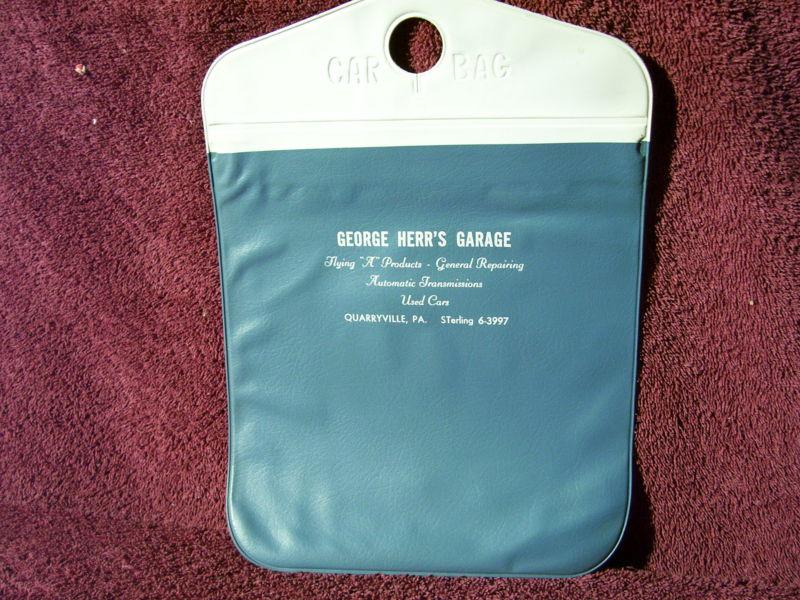 CAR BAG
GEORGE HERR'S GARAGE
Flying "A" Products - General Repairing
Automatic Transmissions
Used Cars
QUARRYVILLE, PA. STerling 6-3997